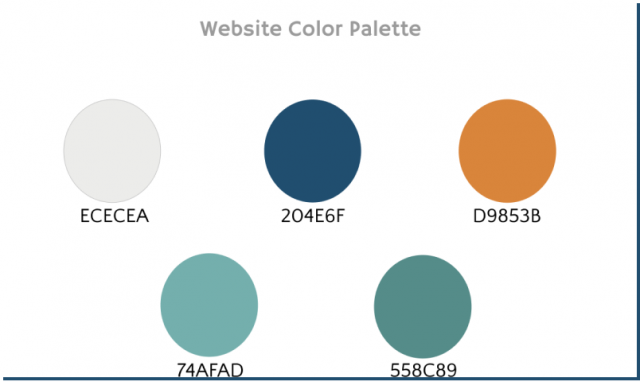 Website Color Palette
ECECEA
204E6F
D9853B
74AFAD
558C89